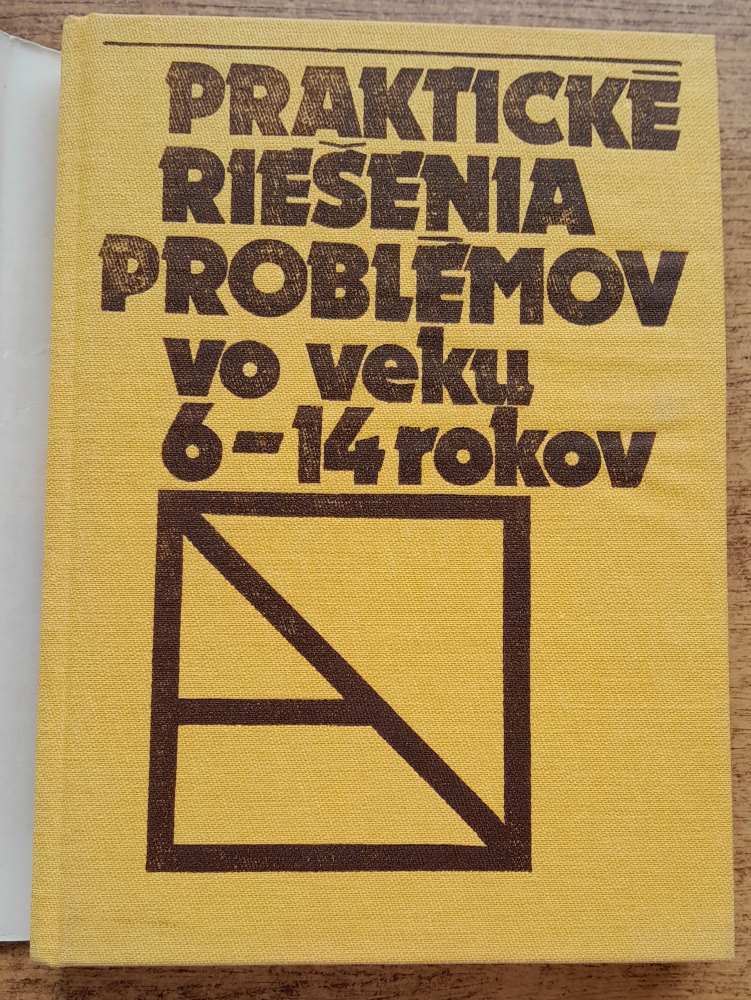 PRAKTICKÉ
RIEŠENIA
PROBLÉMOV
vo veku
6-14 rokov